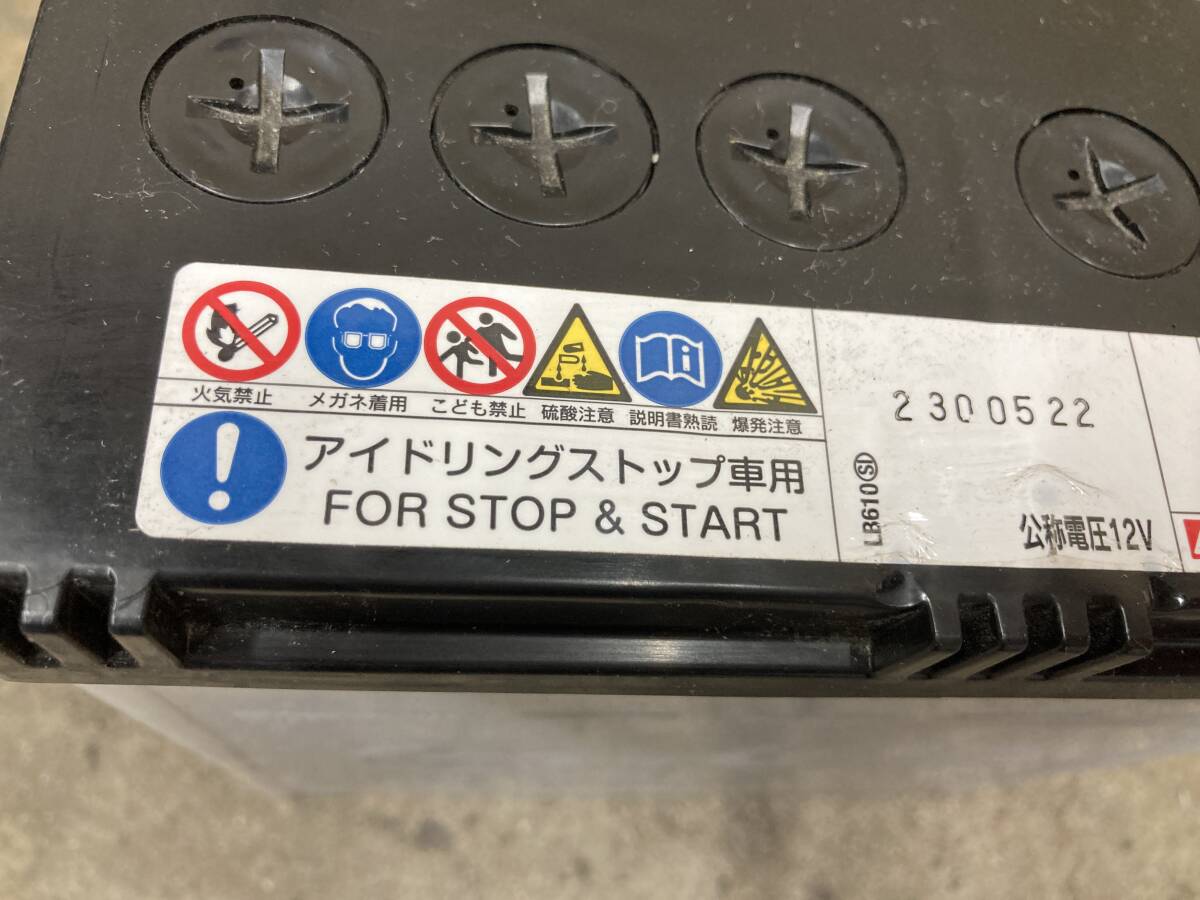 火気禁止 メガネ着用 こども禁止 硫酸注意 説明書熟読 爆発注意
アイドリングストップ車用
FOR STOP & START
2300522
LB610 SI
公称電圧12V